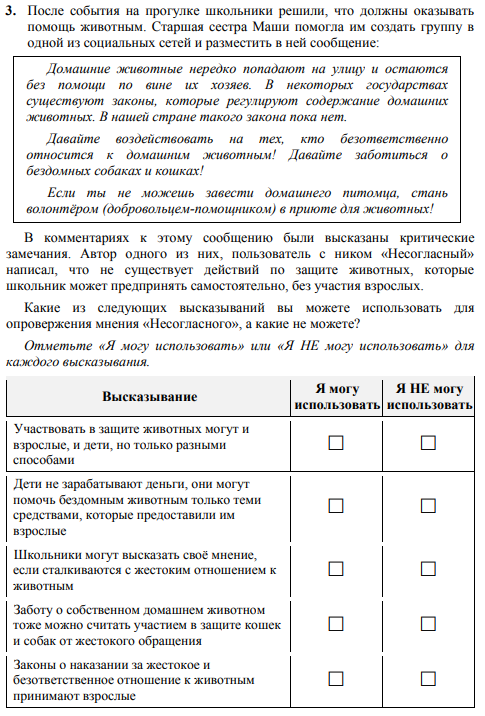 3. После события на прогулке школьники решили, что должны оказывать
помощь животным. Старшая сестра Маши помогла им создать группу в
одной из социальных сетей и разместить в ней сообщение:
Домашние животные нередко попадают на улицу и остаются
без помощи по вине их хозяев. В некоторых государствах
существуют законы, которые регулируют содержание домашних
животных. В нашей стране такого закона пока нет.
Давайте воздействовать на тех, кто безответственно
относится к домашним животным! Давайте заботиться о
бездомных собаках и кошках!
Если ты не можешь завести домашнего питомца, стань
волонтёром (добровольцем-помощником) в приюте для животных!
В комментариях к этому сообщению были высказаны критические
замечания. Автор одного из них, пользователь с ником «Несогласный»
написал, что не существует действий по защите животных, которые
школьник может предпринять самостоятельно, без участия взрослых.
Какие из следующих высказываний вы можете использовать для
опровержения мнения «Несогласного», а какие не можете?
Отметьте «Я могу использовать» или «Я НЕ могу использовать» для
каждого высказывания.
Высказывание
Я могу
использовать
Я НЕ могу
использовать
Участвовать в защите животных могут и
взрослые, и дети, но только разными
способами
Дети не зарабатывают деньги, они могут
помочь бездомным животным только теми
средствами, которые предоставили им
взрослые
Школьники могут высказать своё мнение,
если сталкиваются с жестоким отношением к
животным
Заботу о собственном домашнем животном
тоже можно считать участием в защите кошек
и собак от жестокого обращения
Законы о наказании за жестокое и
безответственное отношение к животным
принимают взрослые